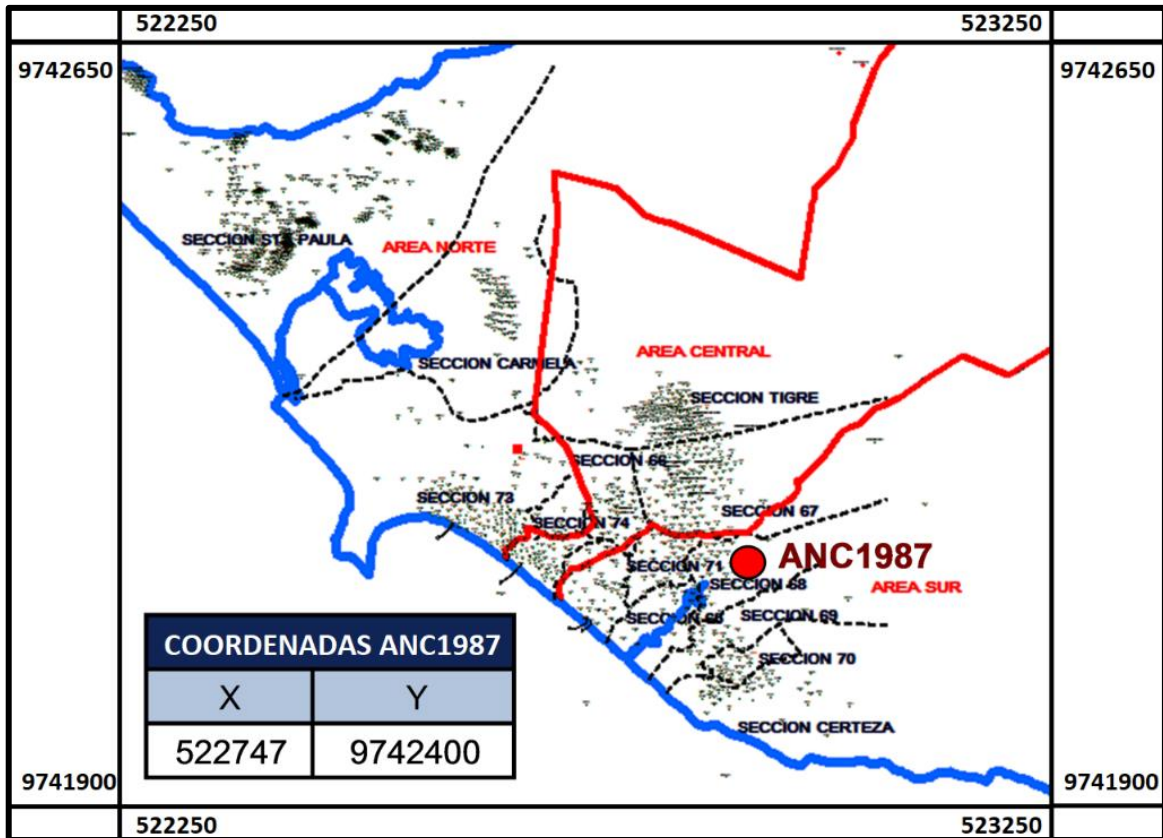 522250 523250
9742650 9742650
SECCION STA PAULA
AREA NORTE
AREA CENTRAL
SECCION CARMELA
SECCION TIGRE
SECCION 66
SECCION 73
SECCION 67
SECCION 74
ANC1987
SECCION 71
SECCION 68
AREA SUR
SECCION 69
SECCION 70
SECCION CERTEZA
COORDENADAS ANC1987
X Y
522747 9742400
9741900 9741900
522250 523250